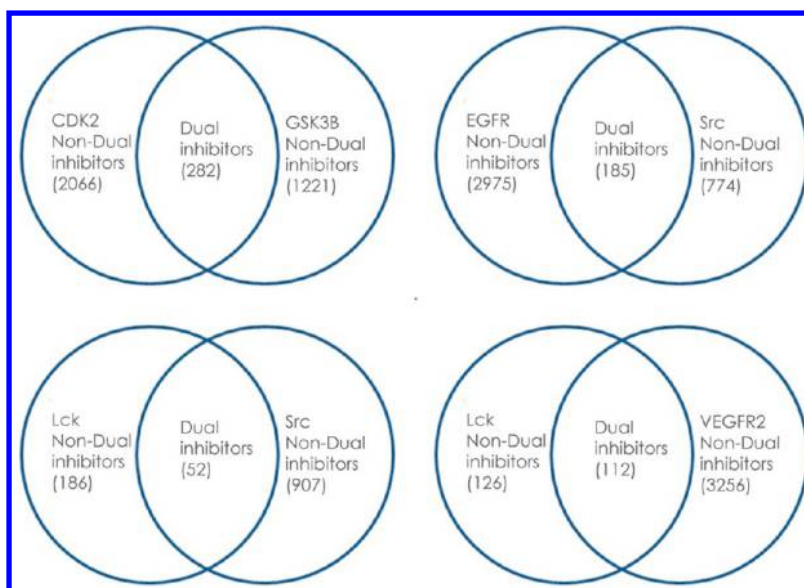 CDK2
Non-Dual
inhibitors
(2066)
Dual
inhibitors
(282)
GSK3B
Non-Dual
inhibitors
(1221)
EGFR
Non-Dual
inhibitors
(2975)
Dual
inhibitors
(185)
Src
Non-Dual
inhibitors
(774)
Lck
Non-Dual
inhibitors
(186)
Dual
inhibitors
(52)
Src
Non-Dual
inhibitors
(907)
Lck
Non-Dual
inhibitors
(126)
Dual
inhibitors
(112)
VEGFR2
Non-Dual
inhibitors
(3256)